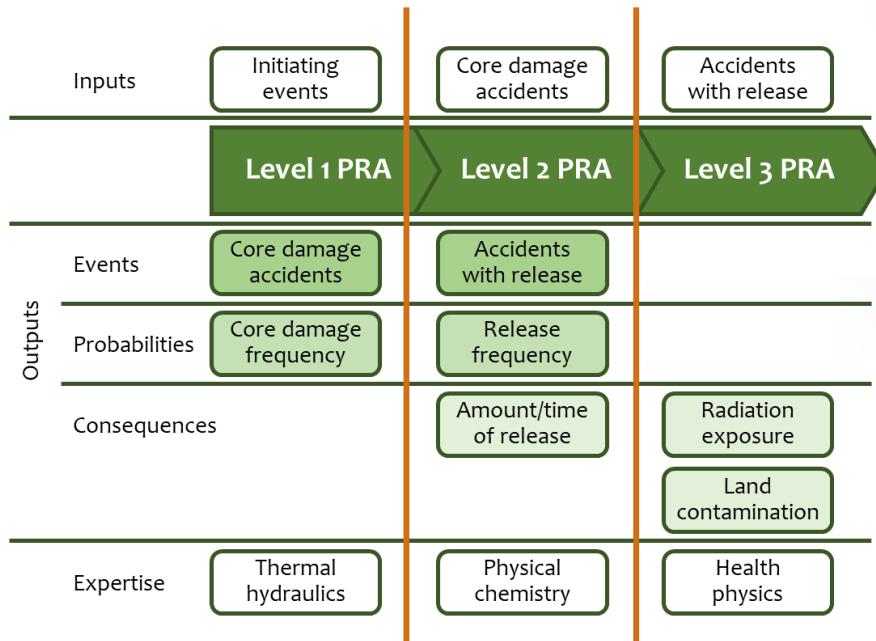 Inputs
Initiating
events
Core damage
accidents
Accidents
with release
Level 1 PRA
Level 2 PRA
Level 3 PRA
Outputs
Events
Core damage
accidents
Accidents
with release
Probabilities
Core damage
frequency
Release
frequency
Consequences
Amount/time
of release
Radiation
exposure
Land
contamination
Expertise
Thermal
hydraulics
Physical
chemistry
Health
physics